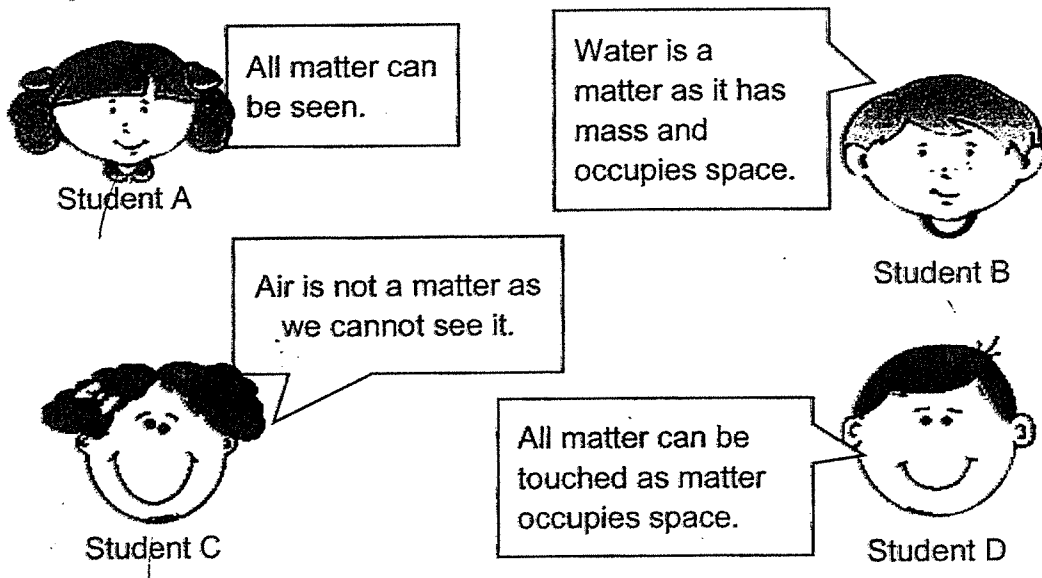 All matter can
be seen.
Student A
Water is a
matter as it has
mass and
occupies space.
Student B
Air is not a matter as
we cannot see it.
Student C
All matter can be
touched as matter
occupies space.
Student D